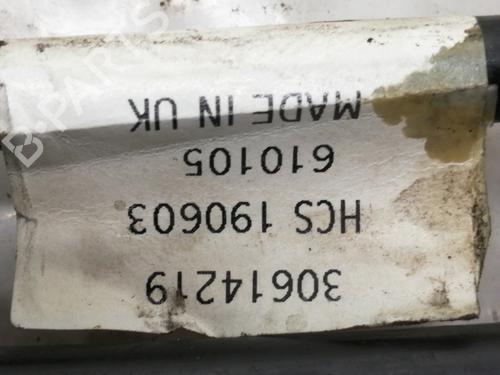 30614219
HCS 190603
610105
MADE IN UK
B-PARTS